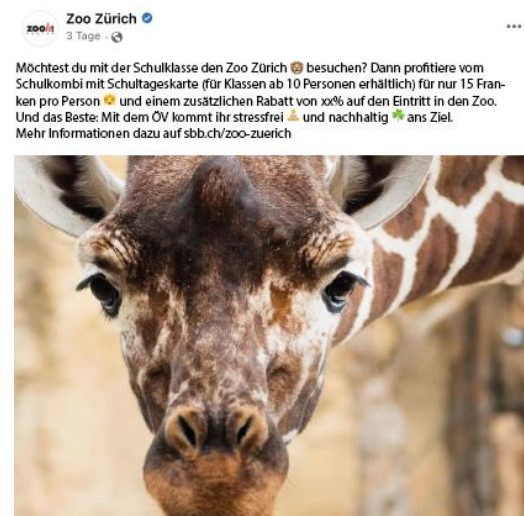 zooh!
Zoo Zürich
3 Tage ·
Möchtest du mit der Schulklasse den Zoo Zürich 🦁 besuchen? Dann profitiere vom
Schulkombi mit Schultageskarte (für Klassen ab 10 Personen erhältlich) für nur 15 Fran-
ken pro Person 🌞 und einem zusätzlichen Rabatt von xx% auf den Eintritt in den Zoo.
Und das Beste: Mit dem ÖV kommt ihr stressfrei 🧘 und nachhaltig ☘️ ans Ziel.
Mehr Informationen dazu auf sbb.ch/zoo-zuerich